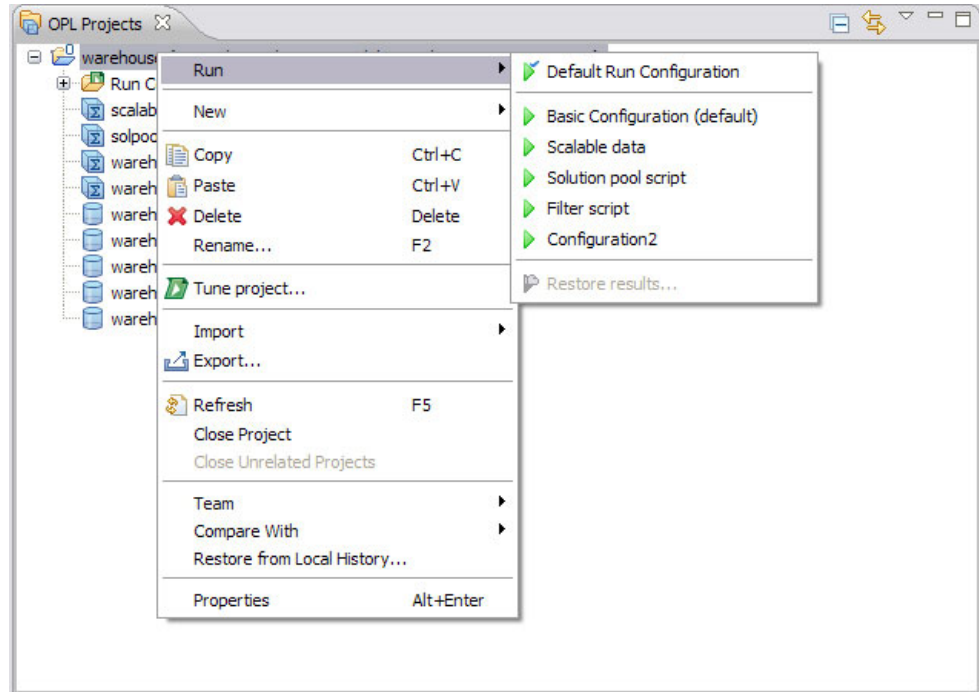 OPL Projects
warehouse
Run C
scalab
solpoo
wareh
wareh
wareh
wareh
wareh
wareh
wareh
Run
New
Copy Ctrl+C
Paste Ctrl+V
Delete Delete
Rename... F2
Tune project...
Import
Export...
Refresh F5
Close Project
Close Unrelated Projects
Team
Compare With
Restore from Local History...
Properties Alt+Enter
Default Run Configuration
Basic Configuration (default)
Scalable data
Solution pool script
Filter script
Configuration2
Restore results...